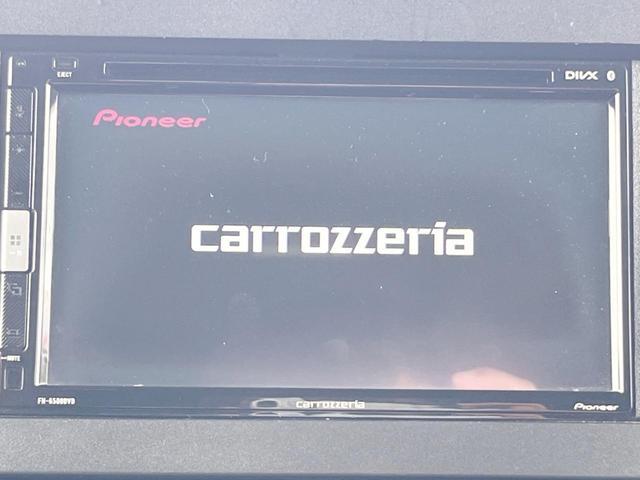 EJECT
DIVX
Pioneer
carrozzeria
MUTE
FH-6500DVD
carrozzeria
Pioneer